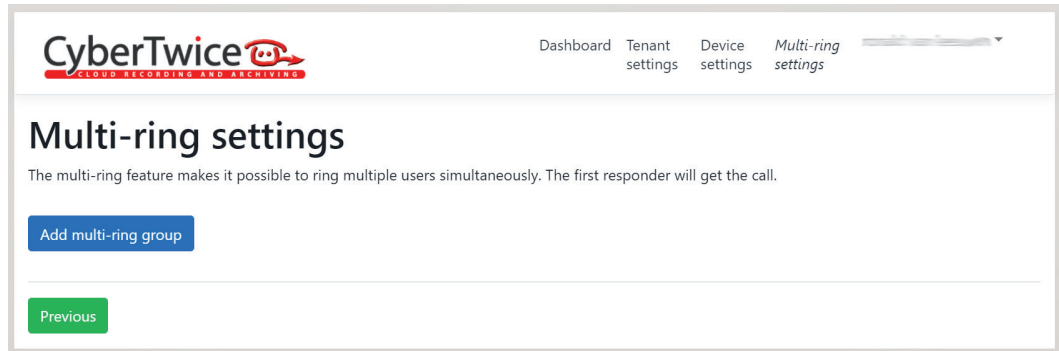 CyberTwice
CLOUD RECORDING AND ARCHIVING
Dashboard
Tenant
settings
Device
settings
Multi-ring
settings
Multi-ring settings
The multi-ring feature makes it possible to ring multiple users simultaneously. The first responder will get the call.
Add multi-ring group
Previous